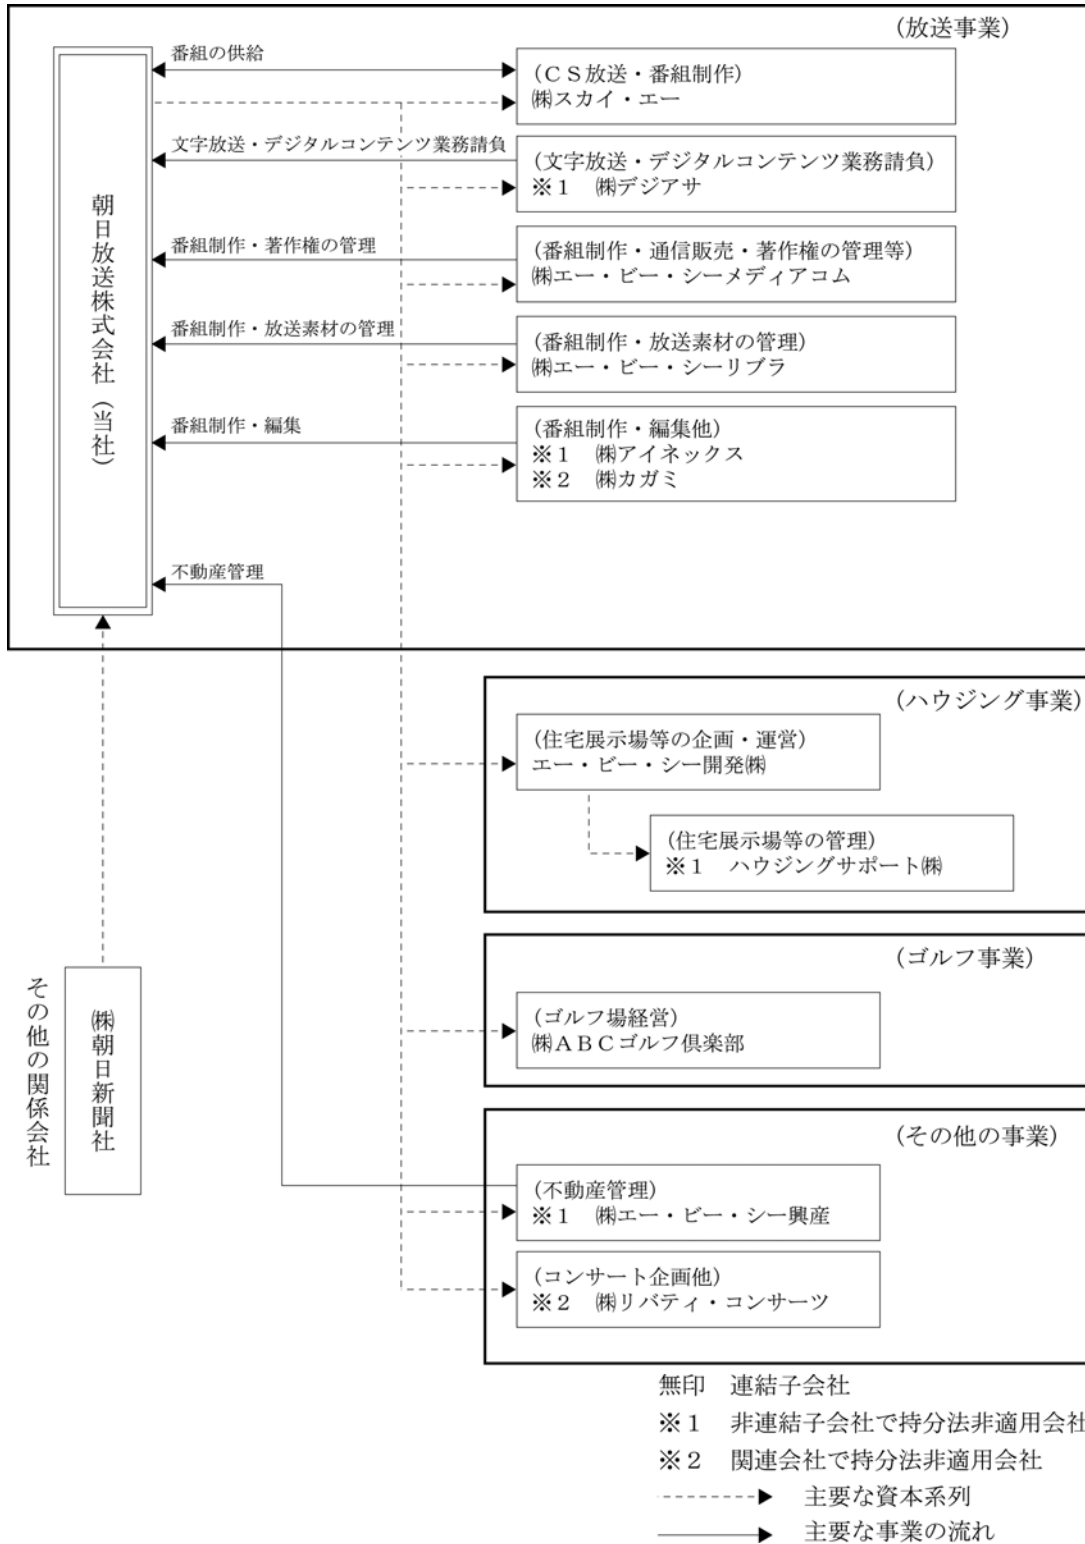 (放送事業)
番組の供給
(ＣＳ放送・番組制作)
㈱スカイ・エー
文字放送・デジタルコンテンツ業務請負
(文字放送・デジタルコンテンツ業務請負)
※１　㈱デジアサ
番組制作・著作権の管理
(番組制作・通信販売・著作権の管理等)
㈱エー・ビー・シーメディアコム
番組制作・放送素材の管理
(番組制作・放送素材の管理)
㈱エー・ビー・シーリブラ
番組制作・編集
(番組制作・編集他)
※１　㈱アイネックス
※２　㈱カガミ
朝日放送株式会社（当社）
不動産管理
(ハウジング事業)
(住宅展示場等の企画・運営)
エー・ビー・シー開発㈱
(住宅展示場等の管理)
※１　ハウジングサポート㈱
(ゴルフ事業)
(ゴルフ場経営)
㈱ＡＢＣゴルフ倶楽部
その他の関係会社
㈱朝日新聞社
(その他の事業)
(不動産管理)
※１　㈱エー・ビー・シー興産
(コンサート企画他)
※２　㈱リバティ・コンサーツ
無印　連結子会社
※１　非連結子会社で持分法非適用会社
※２　関連会社で持分法非適用会社
主要な資本系列
主要な事業の流れ